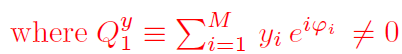 where $Q_1^y \equiv \sum_{i=1}^{M} y_i \, e^{i\varphi_i} \neq 0$